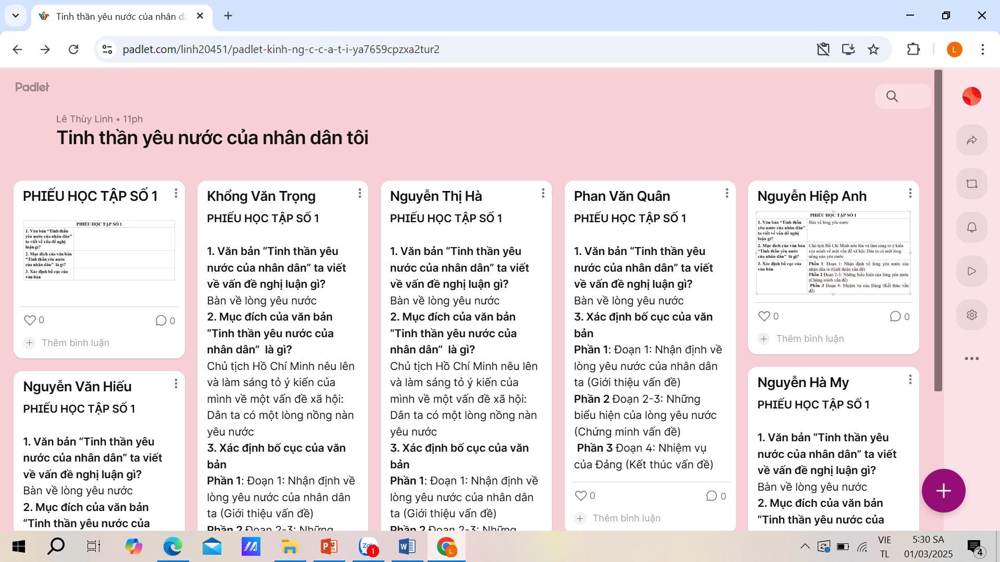 Tinh thần yêu nước của nhân dâ
padlet.com/linh20451/padlet-kinh-ng-c-c-a-t-i-ya7659cpzxa2tur2
L
Padlet
Lê Thùy Linh • 11ph
Tinh thần yêu nước của nhân dân tôi
PHIẾU HỌC TẬP SỐ 1
PHIẾU HỌC TẬP SỐ 1
1. Văn bản “Tinh thần
yêu nước của nhân dân”
ta viết về vấn đề nghị
luận gì?
2. Mục đích của văn bản
“Tinh thần yêu nước
của nhân dân” là gì?
3. Xác định bố cục của
văn bản
0
0
Thêm bình luận
Nguyễn Văn Hiếu
PHIẾU HỌC TẬP SỐ 1
1. Văn bản “Tinh thần yêu
nước của nhân dân” ta viết
về vấn đề nghị luận gì?
Bàn về lòng yêu nước
2. Mục đích của văn bản
“Tinh thần yêu nước của
Khổng Văn Trọng
PHIẾU HỌC TẬP SỐ 1
1. Văn bản “Tinh thần yêu
nước của nhân dân” ta viết
về vấn đề nghị luận gì?
Bàn về lòng yêu nước
2. Mục đích của văn bản
“Tinh thần yêu nước của
nhân dân”  là gì?
Chủ tịch Hồ Chí Minh nêu lên
và làm sáng tỏ ý kiến của
mình về một vấn đề xã hội:
Dân ta có một lòng nồng nàn
yêu nước
3. Xác định bố cục của văn
bản
Phần 1: Đoạn 1: Nhận định về
lòng yêu nước của nhân dân
ta (Giới thiệu vấn đề)
Phần 2 Đoạn 2-3: Những
Nguyễn Thị Hà
PHIẾU HỌC TẬP SỐ 1
1. Văn bản “Tinh thần yêu
nước của nhân dân” ta viết
về vấn đề nghị luận gì?
Bàn về lòng yêu nước
2. Mục đích của văn bản
“Tinh thần yêu nước của
nhân dân”  là gì?
Chủ tịch Hồ Chí Minh nêu lên
và làm sáng tỏ ý kiến của
mình về một vấn đề xã hội:
Dân ta có một lòng nồng nàn
yêu nước
3. Xác định bố cục của văn
bản
Phần 1: Đoạn 1: Nhận định về
lòng yêu nước của nhân dân
ta (Giới thiệu vấn đề)
Phần 2 Đoạn 2-3: Những
Phan Văn Quân
PHIẾU HỌC TẬP SỐ 1
1. Văn bản “Tinh thần yêu
nước của nhân dân” ta viết
về vấn đề nghị luận gì?
Bàn về lòng yêu nước
3. Xác định bố cục của văn
bản
Phần 1: Đoạn 1: Nhận định về
lòng yêu nước của nhân dân
ta (Giới thiệu vấn đề)
Phần 2 Đoạn 2-3: Những
biểu hiện của lòng yêu nước
(Chứng minh vấn đề)
Phần 3 Đoạn 4: Nhiệm vụ
của Đảng (Kết thúc vấn đề)
0
0
Thêm bình luận
Nguyễn Hiệp Anh
PHIẾU HỌC TẬP SỐ 1
1. Văn bản “Tinh thần
yêu nước của nhân dân”
ta viết về vấn đề nghị
luận gì?
Bàn về lòng yêu nước
2. Mục đích của văn bản
“Tinh thần yêu nước
của nhân dân” là gì?
Chủ tịch Hồ Chí Minh nêu lên và làm sáng tỏ ý kiến
của mình về một vấn đề xã hội: Dân ta có một lòng
nồng nàn yêu nước
3. Xác định bố cục của
văn bản
Phần 1: Đoạn 1: Nhận định về lòng yêu nước của
nhân dân ta (Giới thiệu vấn đề)
Phần 2 Đoạn 2-3: Những biểu hiện của lòng yêu nước
(Chứng minh vấn đề)
Phần 3 Đoạn 4: Nhiệm vụ của Đảng (Kết thúc vấn
đề)
0
0
Thêm bình luận
Nguyễn Hà My
PHIẾU HỌC TẬP SỐ 1
1. Văn bản “Tinh thần yêu
nước của nhân dân” ta viết
về vấn đề nghị luận gì?
Bàn về lòng yêu nước
2. Mục đích của văn bản
“Tinh thần yêu nước của
Zalo
1
L
VIE
TL
5:30 SA
01/03/2025
4